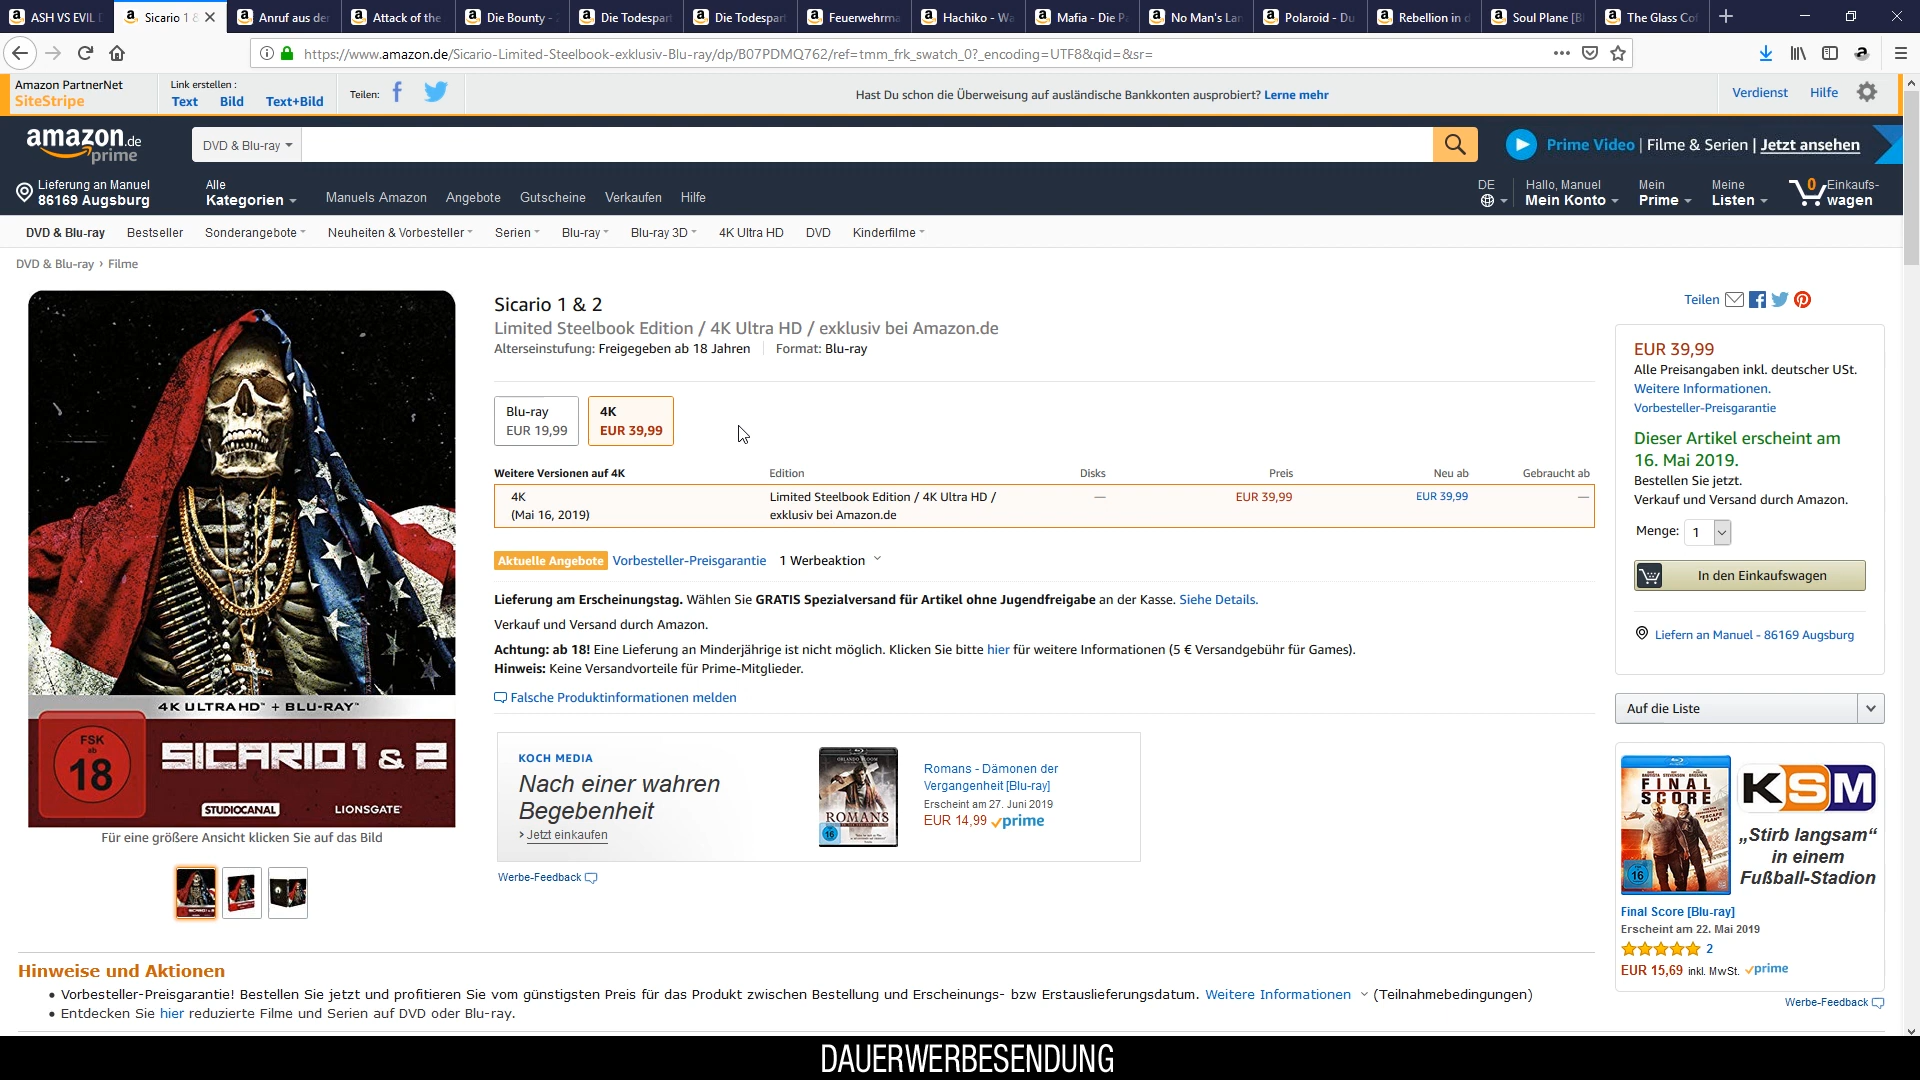 ASH VS EVIL
Sicario 1 &
Anruf aus der
Attack of the
Die Bounty -
Die Todespart
Die Todespart
Feuerwehrma
Hachiko - Wa
Mafia - Die Pa
No Man's Lan
Polaroid - Du
Rebellion in d
Soul Plane [Bl
The Glass Cof
https://www.amazon.de/Sicario-Limited-Steelbook-exklusiv-Blu-ray/dp/B07PDMQ762/ref=tmm_frk_swatch_0?_encoding=UTF8&qid=&sr=
Amazon PartnerNet
SiteStripe
Link erstellen :
Text Bild Text+Bild
Teilen:
Hast Du schon die Überweisung auf ausländische Bankkonten ausprobiert? Lerne mehr
Verdienst Hilfe
amazon.de
prime
DVD & Blu-ray
Prime Video | Filme & Serien | Jetzt ansehen
Lieferung an Manuel
86169 Augsburg
Alle
Kategorien
Manuels Amazon Angebote Gutscheine Verkaufen Hilfe
DE
Hallo, Manuel
Mein Konto
Mein
Prime
Meine
Listen
0
Einkaufs-
wagen
DVD & Blu-ray Bestseller Sonderangebote Neuheiten & Vorbesteller Serien Blu-ray Blu-ray 3D 4K Ultra HD DVD Kinderfilme
DVD & Blu-ray › Filme
4K ULTRAHD™ + BLU-RAY™
FSK
ab
18
SICARIO 1 & 2
STUDIOCANAL
LIONSGATE
Für eine größere Ansicht klicken Sie auf das Bild
Sicario 1 & 2
Limited Steelbook Edition / 4K Ultra HD / exklusiv bei Amazon.de
Alterseinstufung: Freigegeben ab 18 Jahren Format: Blu-ray
Blu-ray
EUR 19,99
4K
EUR 39,99
Weitere Versionen auf 4K Edition Disks Preis Neu ab Gebraucht ab
4K
(Mai 16, 2019)
Limited Steelbook Edition / 4K Ultra HD /
exklusiv bei Amazon.de
— EUR 39,99 EUR 39,99 —
Aktuelle Angebote Vorbesteller-Preisgarantie 1 Werbeaktion
Lieferung am Erscheinungstag. Wählen Sie GRATIS Spezialversand für Artikel ohne Jugendfreigabe an der Kasse. Siehe Details.
Verkauf und Versand durch Amazon.
Achtung: ab 18! Eine Lieferung an Minderjährige ist nicht möglich. Klicken Sie bitte hier für weitere Informationen (5 € Versandgebühr für Games).
Hinweis: Keine Versandvorteile für Prime-Mitglieder.
Falsche Produktinformationen melden
KOCH MEDIA
Nach einer wahren
Begebenheit
› Jetzt einkaufen
ORLANDO BLOOM
ROMANS
16
Romans - Dämonen der
Vergangenheit [Blu-ray]
Erscheint am 27. Juni 2019
EUR 14,99 prime
Werbe-Feedback
Teilen
EUR 39,99
Alle Preisangaben inkl. deutscher USt.
Weitere Informationen.
Vorbesteller-Preisgarantie
Dieser Artikel erscheint am
16. Mai 2019.
Bestellen Sie jetzt.
Verkauf und Versand durch Amazon.
Menge: 1
In den Einkaufswagen
Liefern an Manuel - 86169 Augsburg
Auf die Liste
FINAL
SCORE
16
KSM
„Stirb langsam“
in einem
Fußball-Stadion
Final Score [Blu-ray]
Erscheint am 22. Mai 2019
2
EUR 15,69 inkl. MwSt. prime
Werbe-Feedback
Hinweise und Aktionen
• Vorbesteller-Preisgarantie! Bestellen Sie jetzt und profitieren Sie vom günstigsten Preis für das Produkt zwischen Bestellung und Erscheinungs- bzw Erstauslieferungsdatum. Weitere Informationen (Teilnahmebedingungen)
• Entdecken Sie hier reduzierte Filme und Serien auf DVD oder Blu-ray.
DAUERWERBESENDUNG